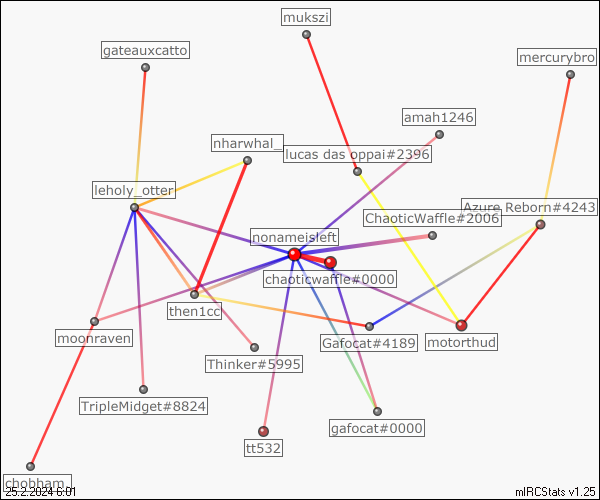 mukszi
gateauxcatto
mercurybro
amah1246
nharwhal_
lucas das oppai#2396
leholy_otter
Azure Reborn#4243
ChaoticWaffle#2006
nonameisleft
chaoticwaffle#0000
then1cc
moonraven
Gafocat#4189
motorthud
Thinker#5995
TripleMidget#8824
gafocat#0000
tt532
chobham_
25.2.2024 6:01
mIRCStats v1.25